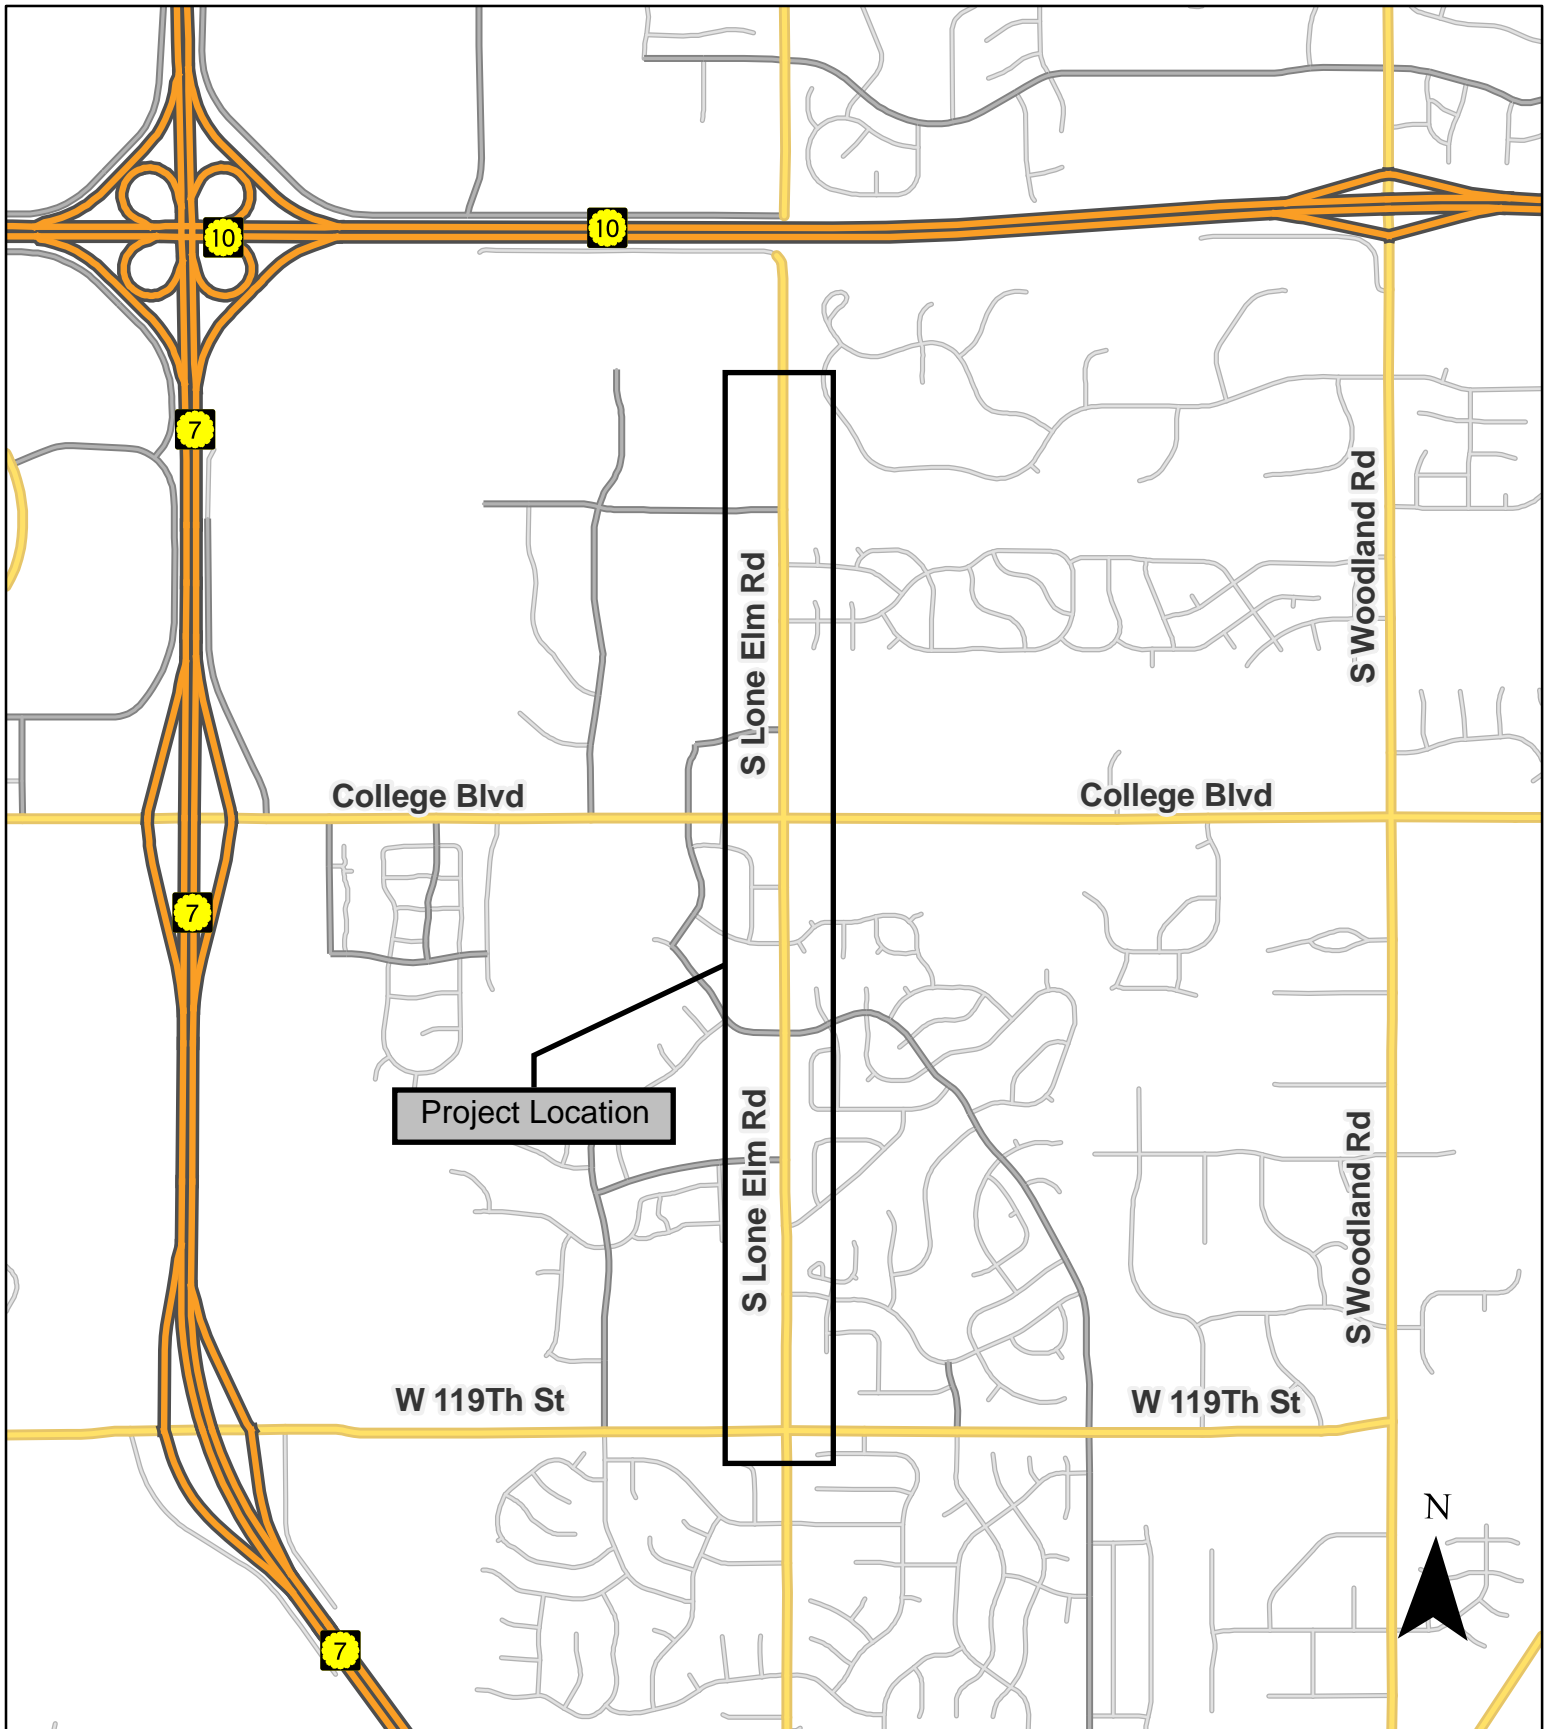 10
10
7
S Woodland Rd
S Lone Elm Rd
College Blvd
College Blvd
7
Project Location
S Lone Elm Rd
S Woodland Rd
W 119Th St
W 119Th St
N
7